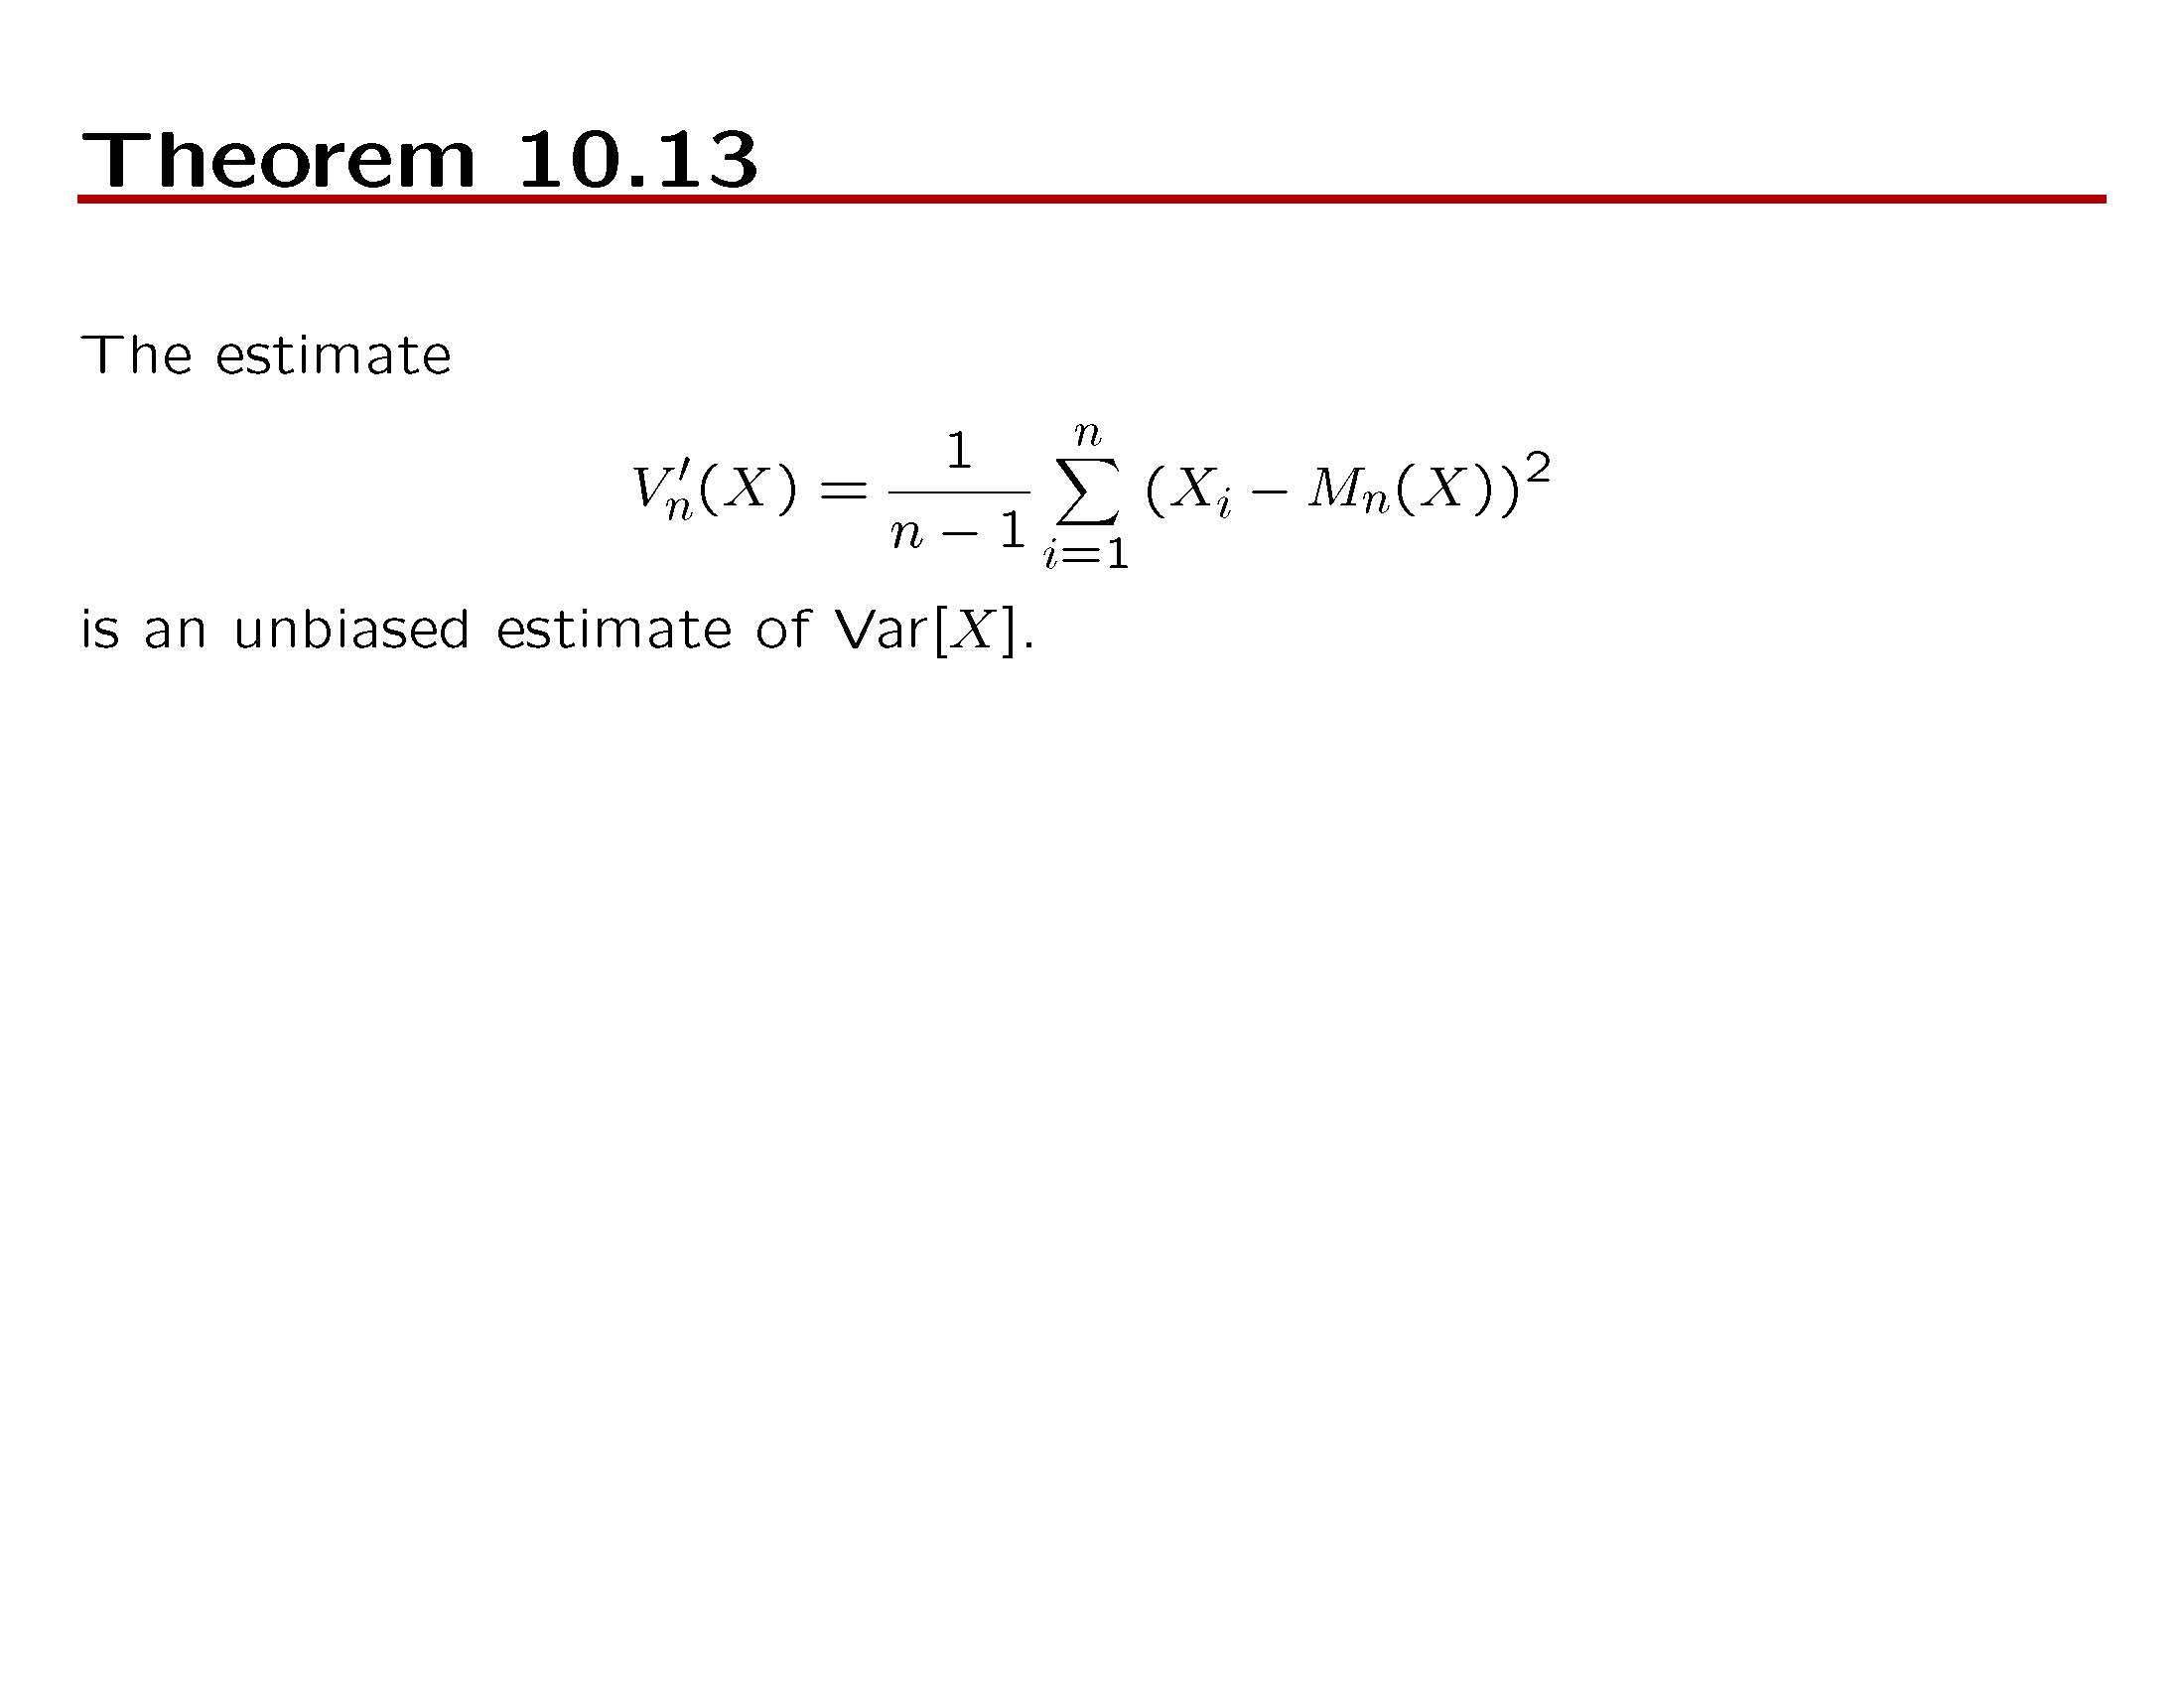 Theorem 10.13
The estimate
$V_n'(X) = \frac{1}{n-1} \sum_{i=1}^{n} (X_i - M_n(X))^2$
is an unbiased estimate of Var[$X$].